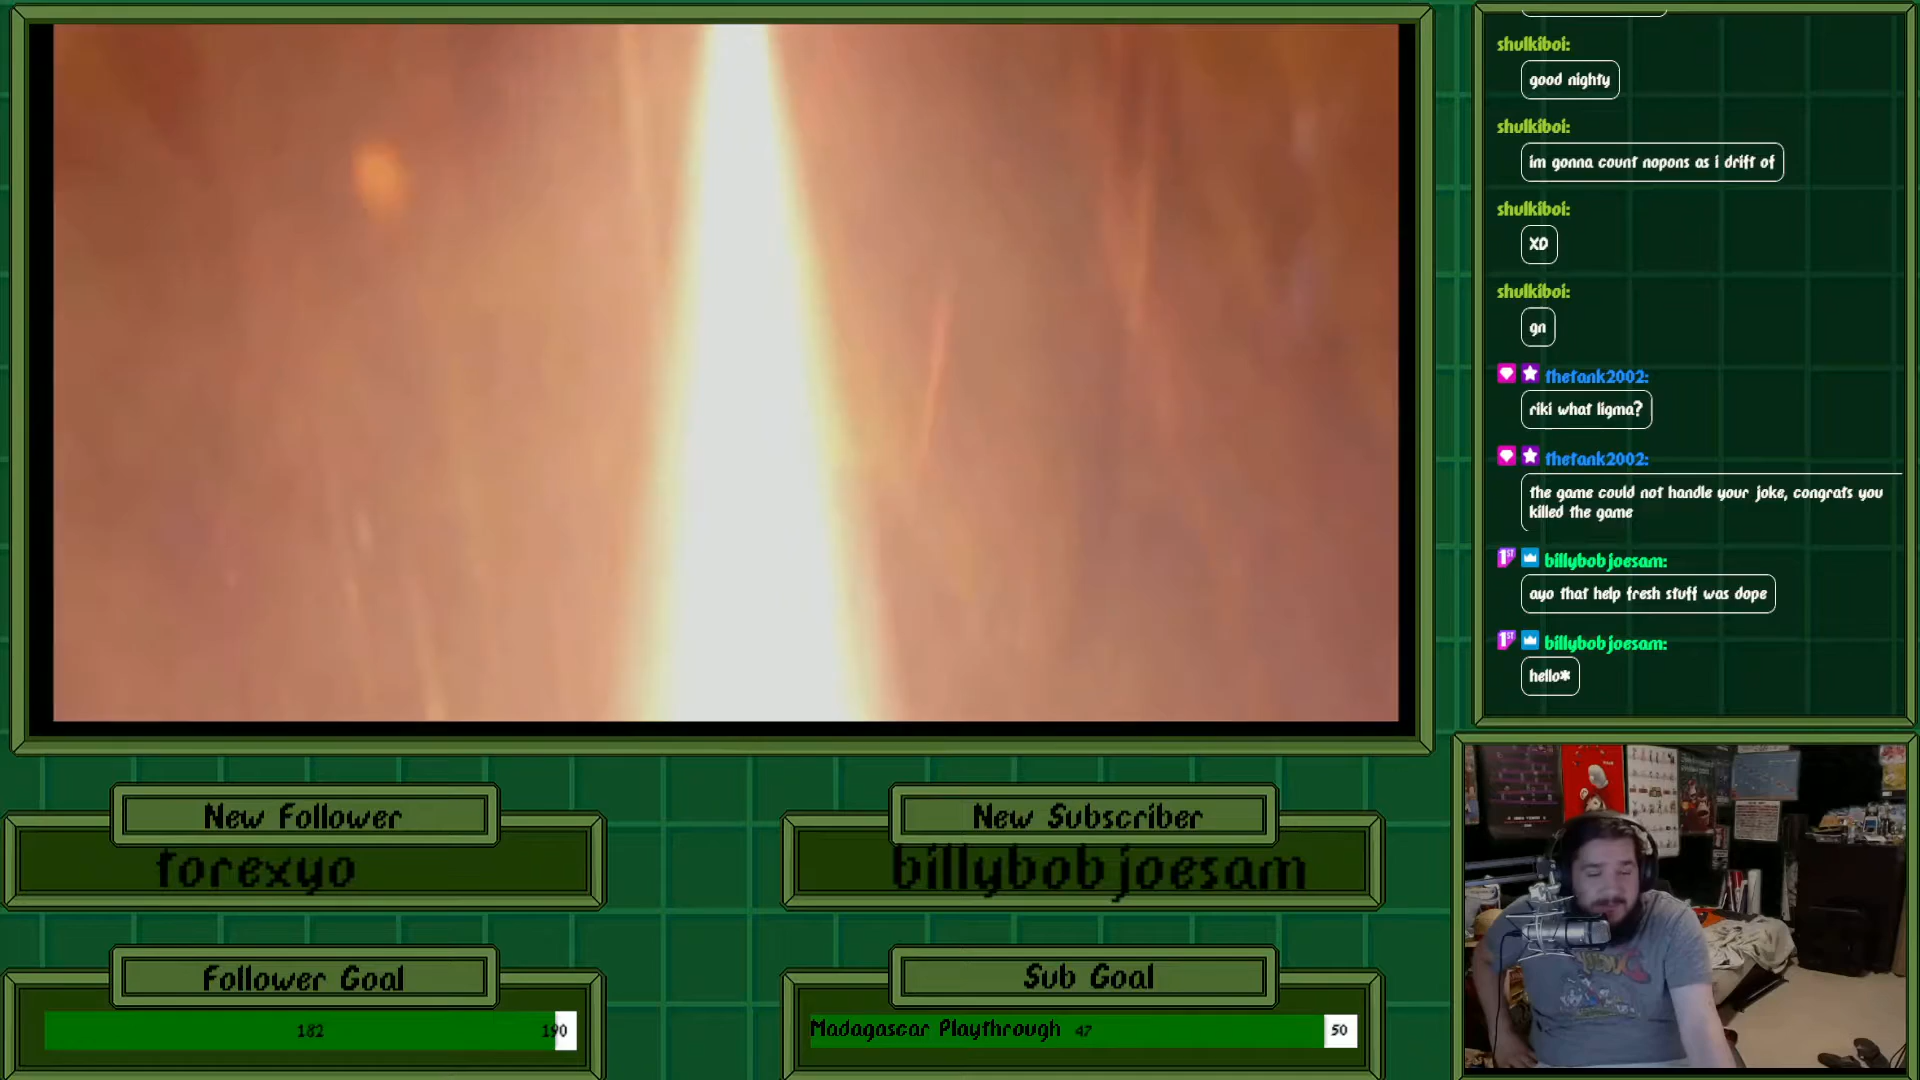 shulkiboi:
good nighty
shulkiboi:
im gonna count nopons as i drift of
shulkiboi:
XD
shulkiboi:
gn
thetank2002:
riki what ligma?
thetank2002:
the game could not handle your joke, congrats you
killed the game
1ST billybobjoesam:
ayo that help fresh stuff was dope
1ST billybobjoesam:
hello*
New Follower
torexyo
New Subscriber
billybobjoesam
Follower Goal
182 190
Sub Goal
Madagascar Playthrough 47 50